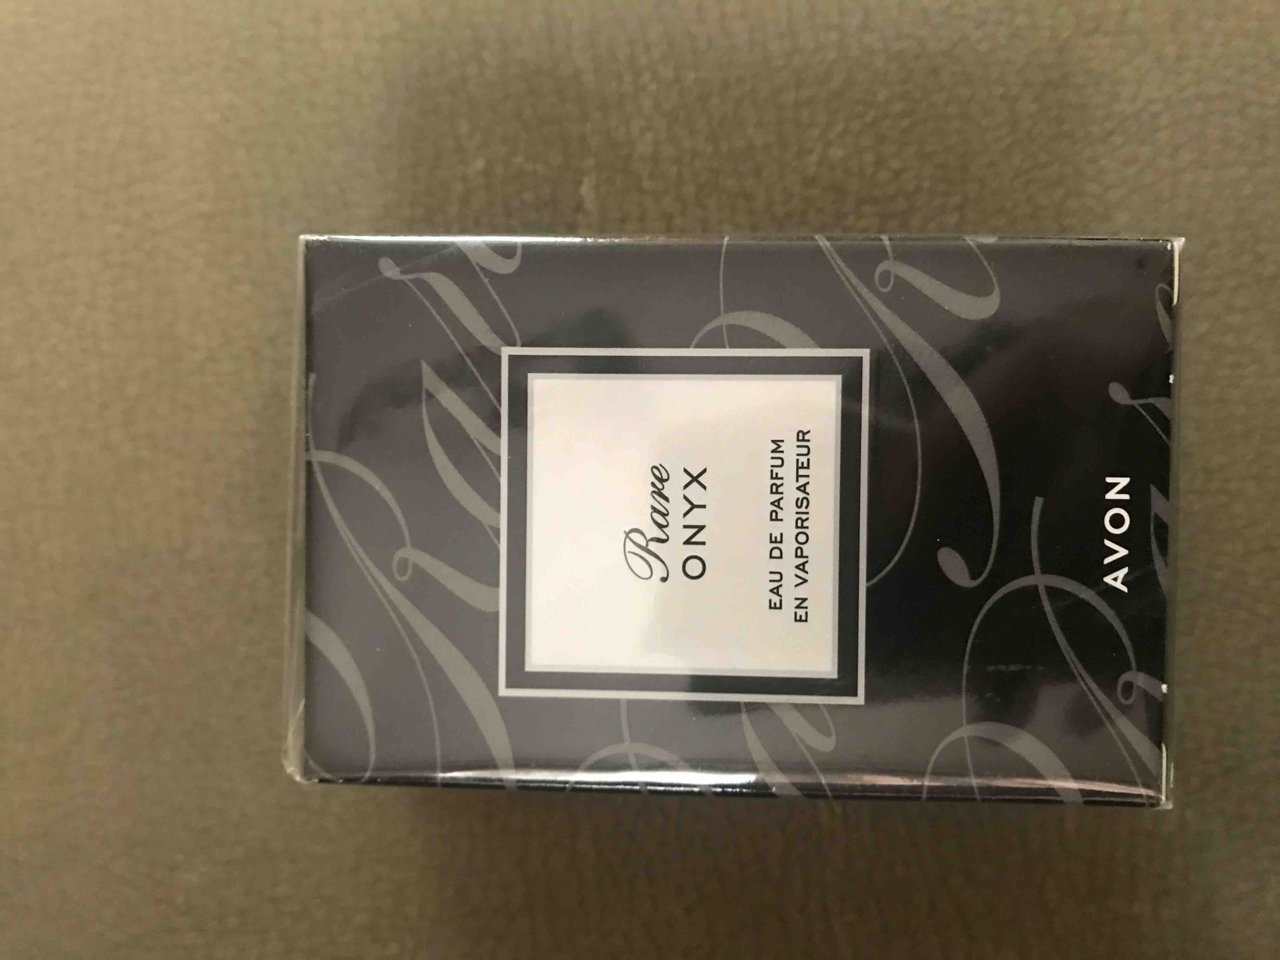 Rare
ONYX
EAU DE PARFUM
EN VAPORISATEUR
AVON